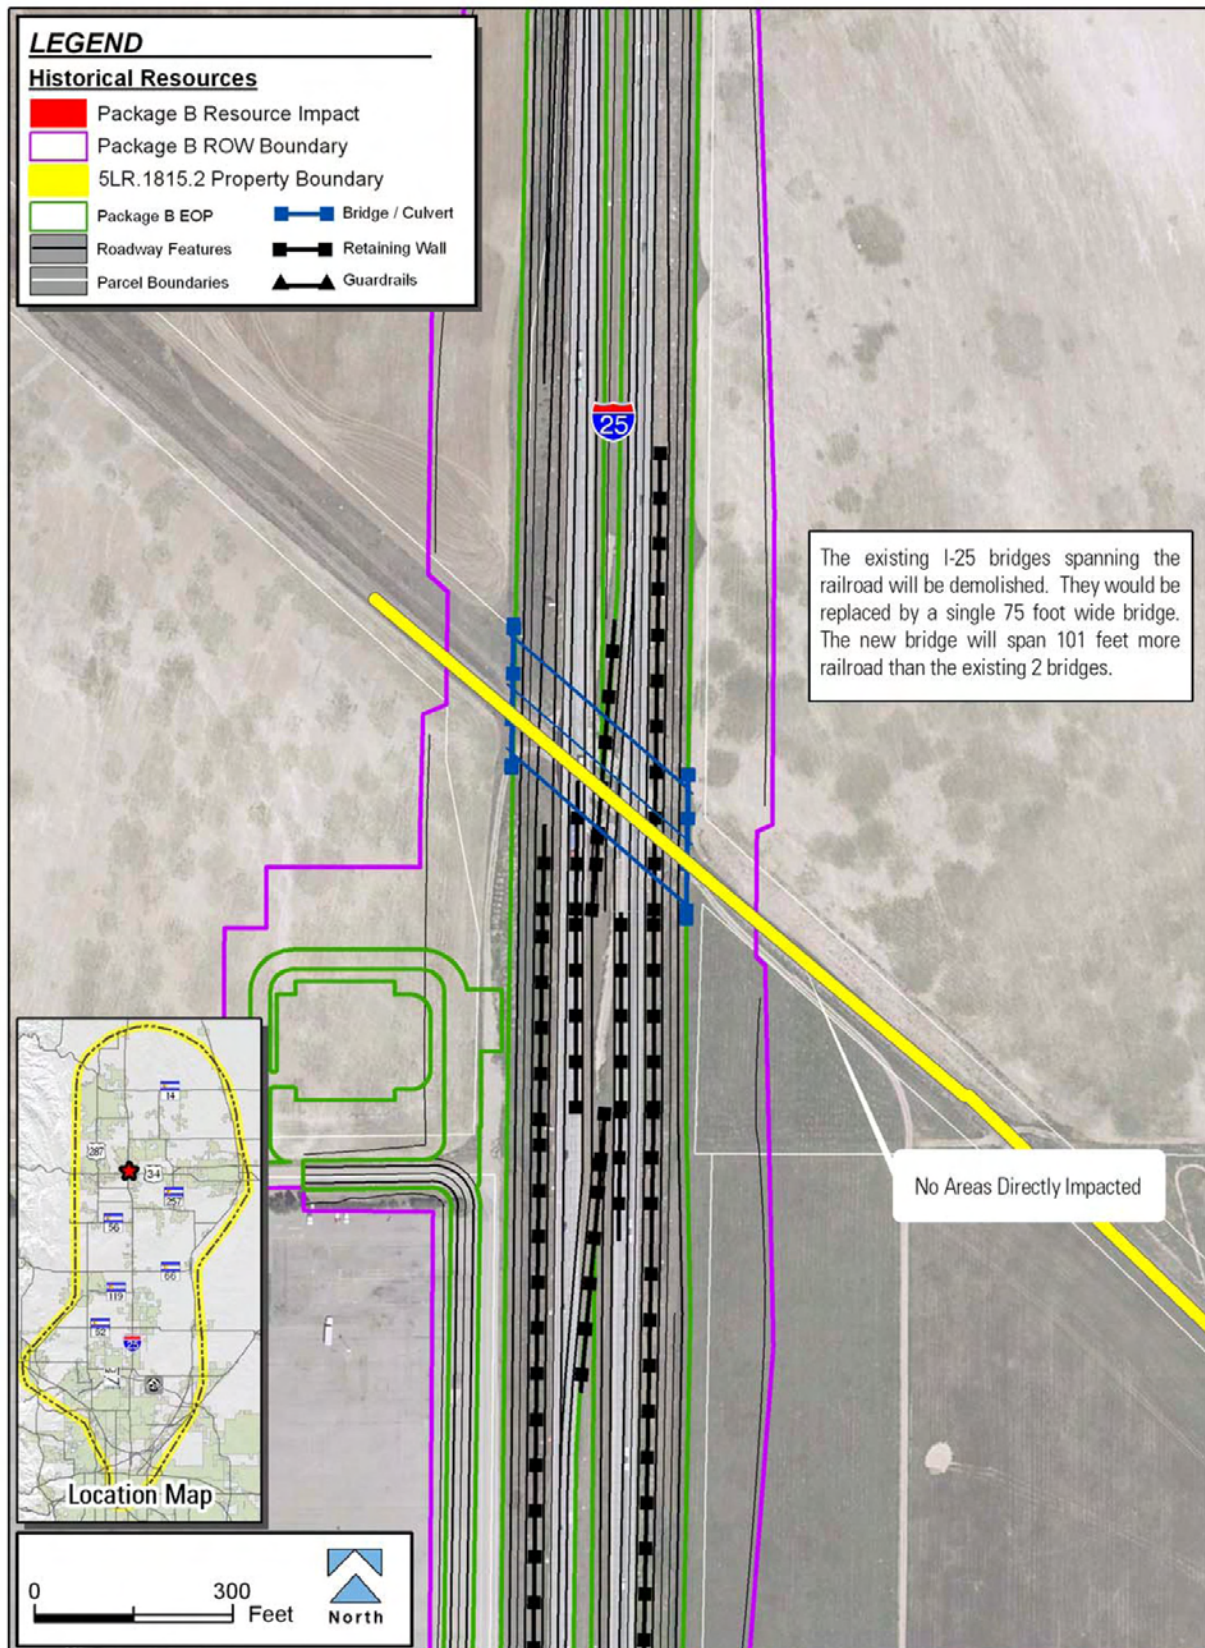 LEGEND
Historical Resources
Package B Resource Impact
Package B ROW Boundary
5LR.1815.2 Property Boundary
Package B EOP
Bridge / Culvert
Roadway Features
Retaining Wall
Parcel Boundaries
Guardrails
25
The existing I-25 bridges spanning the
railroad will be demolished. They would be
replaced by a single 75 foot wide bridge.
The new bridge will span 101 feet more
railroad than the existing 2 bridges.
No Areas Directly Impacted
14
287
34
257
56
66
119
52
25
Location Map
0 300
Feet
North